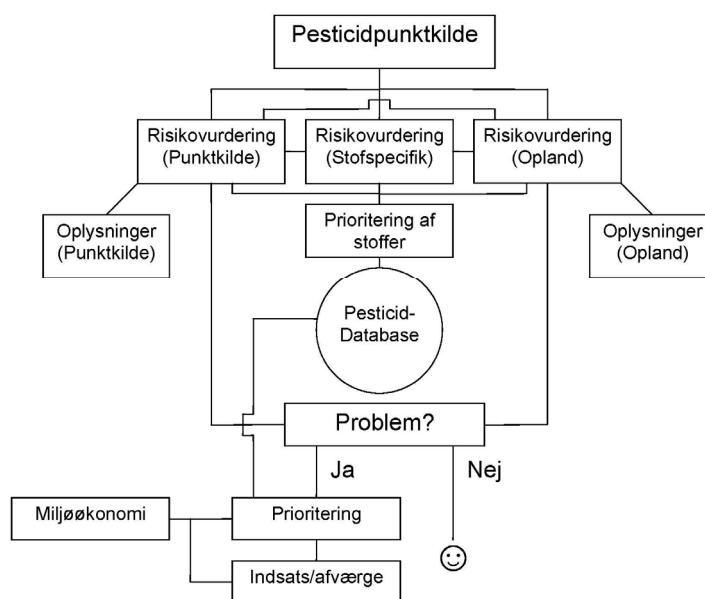 Pesticidpunktkilde
Risikovurdering
(Punktkilde)
Risikovurdering
(Stofspecifik)
Risikovurdering
(Opland)
Oplysninger
(Punktkilde)
Prioritering af
stoffer
Oplysninger
(Opland)
Pesticid-
Database
Problem?
Ja
Nej
Miljøøkonomi
Prioritering
Indsats/afværge